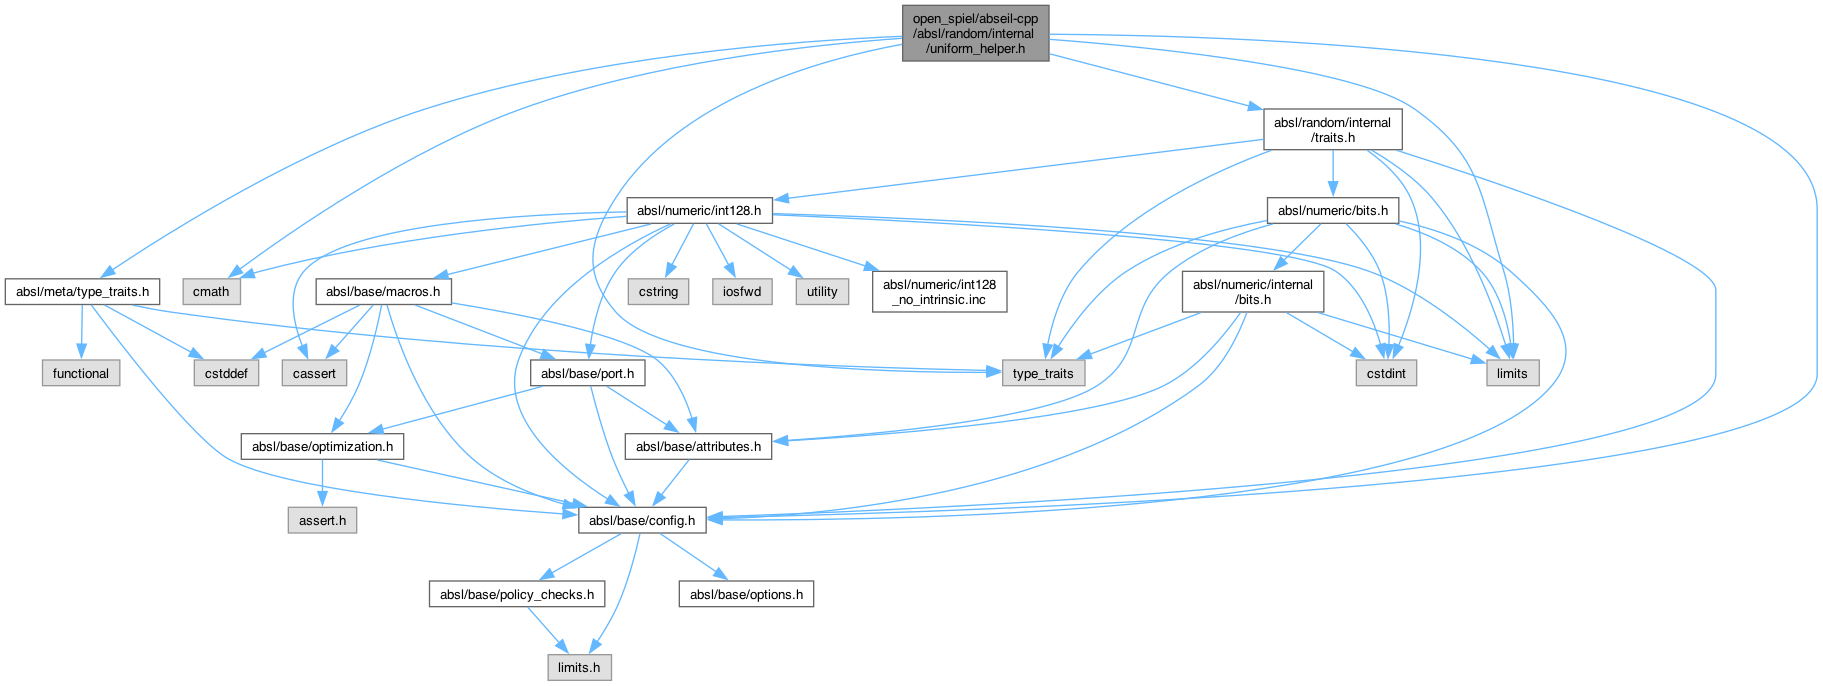 open_spiel/abseil-cpp
/absl/random/internal
/uniform_helper.h
absl/random/internal
/traits.h
absl/numeric/int128.h
absl/numeric/bits.h
absl/meta/type_traits.h
cmath
absl/base/macros.h
cstring
iosfwd
utility
absl/numeric/int128
_no_intrinsic.inc
absl/numeric/internal
/bits.h
functional
cstddef
cassert
absl/base/port.h
type_traits
cstdint
limits
absl/base/optimization.h
absl/base/attributes.h
assert.h
absl/base/config.h
absl/base/policy_checks.h
absl/base/options.h
limits.h